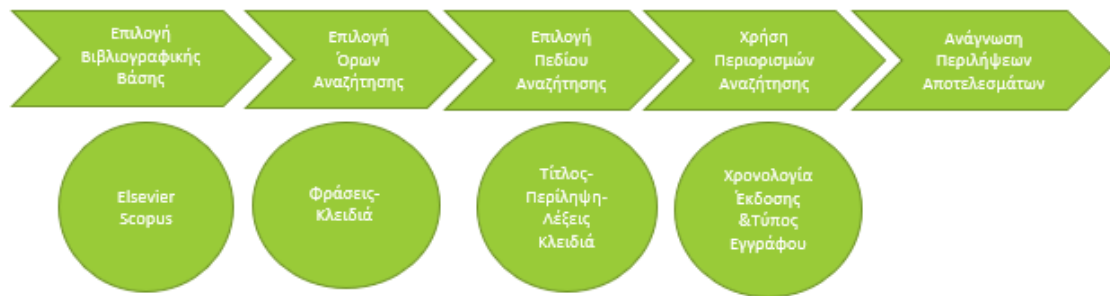 Επιλογή
Βιβλιογραφικής
Βάσης
Επιλογή
Όρων
Αναζήτησης
Επιλογή
Πεδίου
Αναζήτησης
Χρήση
Περιορισμών
Αναζήτησης
Ανάγνωση
Περιλήψεων
Αποτελεσμάτων
Elsevier
Scopus
Φράσεις-
Κλειδιά
Τίτλος-
Περίληψη-
Λέξεις
Κλειδιά
Χρονολογία
Έκδοσης
&Τύπος
Εγγράφου